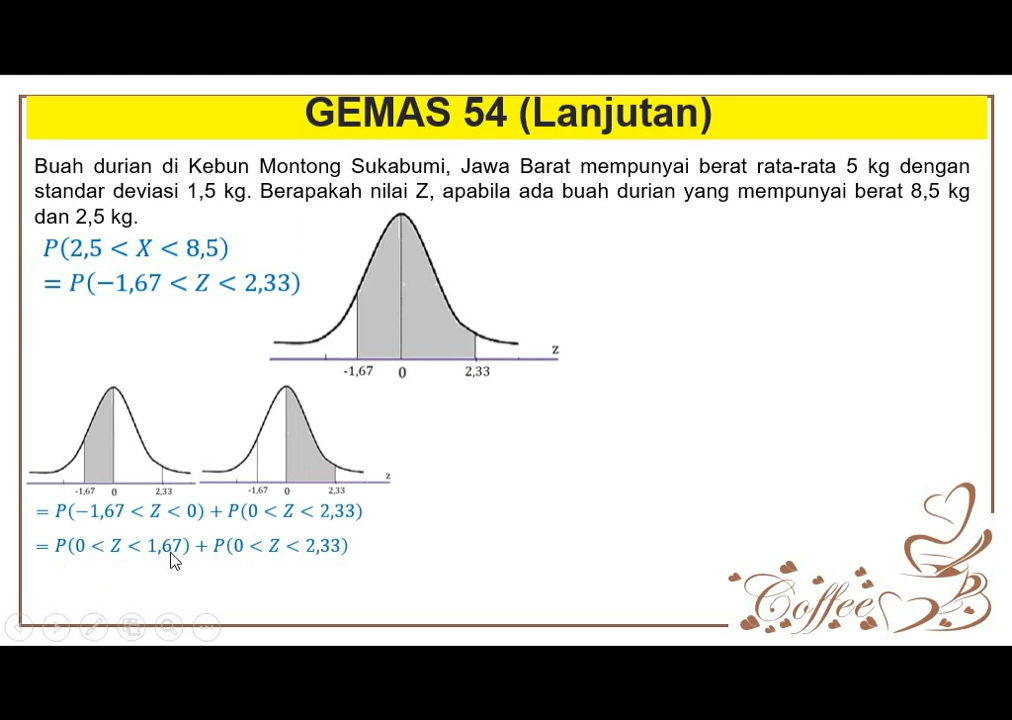 GEMAS 54 (Lanjutan)
Buah durian di Kebun Montong Sukabumi, Jawa Barat mempunyai berat rata-rata 5 kg dengan
standar deviasi 1,5 kg. Berapakah nilai Z, apabila ada buah durian yang mempunyai berat 8,5 kg
dan 2,5 kg.
P(2,5 < X < 8,5)
= P(−1,67 < Z < 2,33)
z
-1,67 0 2,33
z
-1,67 0 2,33 -1,67 0 2,33
= P(−1,67 < Z < 0) + P(0 < Z < 2,33)
= P(0 < Z < 1,67) + P(0 < Z < 2,33)
Coffee